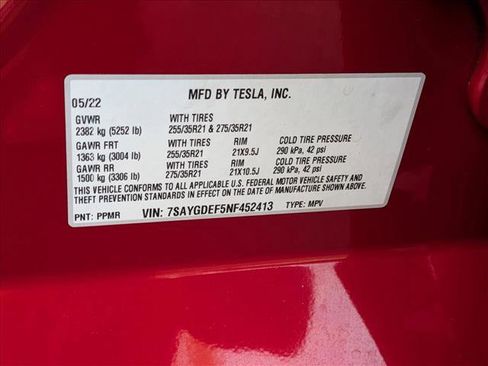 MFD BY TESLA, INC.
05/22
GVWR WITH TIRES
2382 kg (5252 lb) 255/35R21 & 275/35R21
GAWR FRT WITH TIRES RIM COLD TIRE PRESSURE
1363 kg (3004 lb) 255/35R21 21X9.5J 290 kPa, 42 psi
GAWR RR WITH TIRES RIM COLD TIRE PRESSURE
1500 kg (3306 lb) 275/35R21 21X10.5J 290 kPa, 42 psi
THIS VEHICLE CONFORMS TO ALL APPLICABLE U.S. FEDERAL MOTOR VEHICLE SAFETY AND THEFT
PREVENTION STANDARDS IN EFFECT ON THE DATE OF MANUFACTURE SHOWN ABOVE.
PNT: PPMR VIN: 7SAYGDEF5NF452413 TYPE: MPV